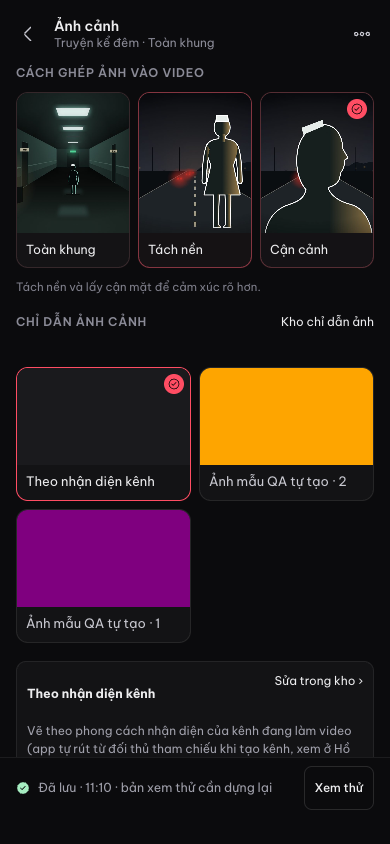 Ảnh cảnh
Truyện kể đêm · Toàn khung
CÁCH GHÉP ẢNH VÀO VIDEO
Toàn khung
Tách nền
Cận cảnh
Tách nền và lấy cận mặt để cảm xúc rõ hơn.
CHỈ DẪN ẢNH CẢNH
Kho chỉ dẫn ảnh
Theo nhận diện kênh
Ảnh mẫu QA tự tạo · 2
Ảnh mẫu QA tự tạo · 1
Sửa trong kho ›
Theo nhận diện kênh
Vẽ theo phong cách nhận diện của kênh đang làm video
(app tự rút từ đối thủ tham chiếu khi tạo kênh, xem ở Hồ
Đã lưu · 11:10 · bản xem thử cần dựng lại
Xem thử